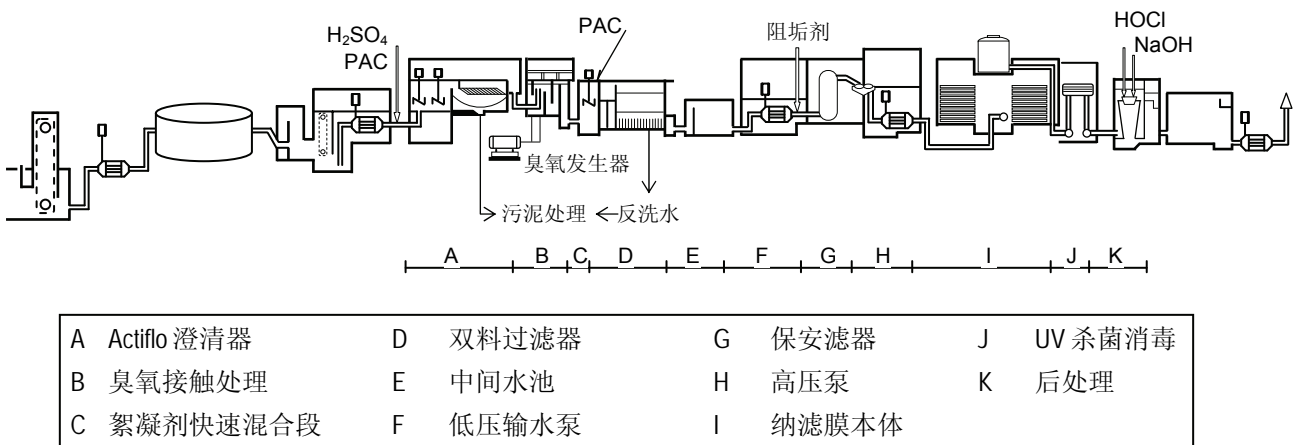 HOCl
H₂SO₄ PAC 阻垢剂 NaOH
PAC
臭氧发生器
污泥处理 反洗水
A B C D E F G H I J K
A Actiflo 澄清器 D 双料过滤器 G 保安滤器 J UV 杀菌消毒
B 臭氧接触处理 E 中间水池 H 高压泵 K 后处理
C 絮凝剂快速混合段 F 低压输水泵 I 纳滤膜本体